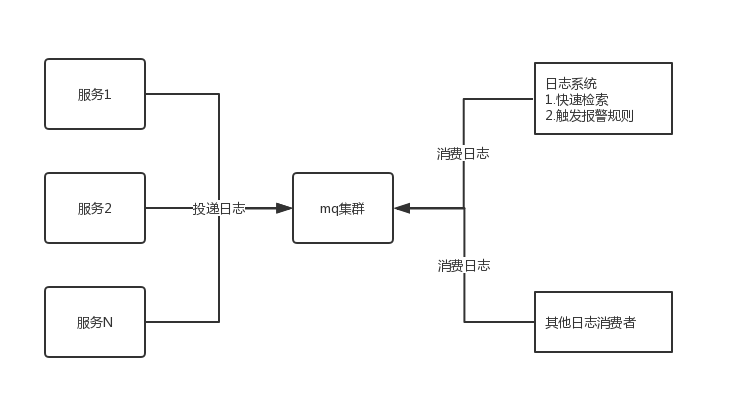 服务1
服务2
服务N
投递日志
mq集群
消费日志
消费日志
日志系统
1.快速检索
2.触发报警规则
其他日志消费者